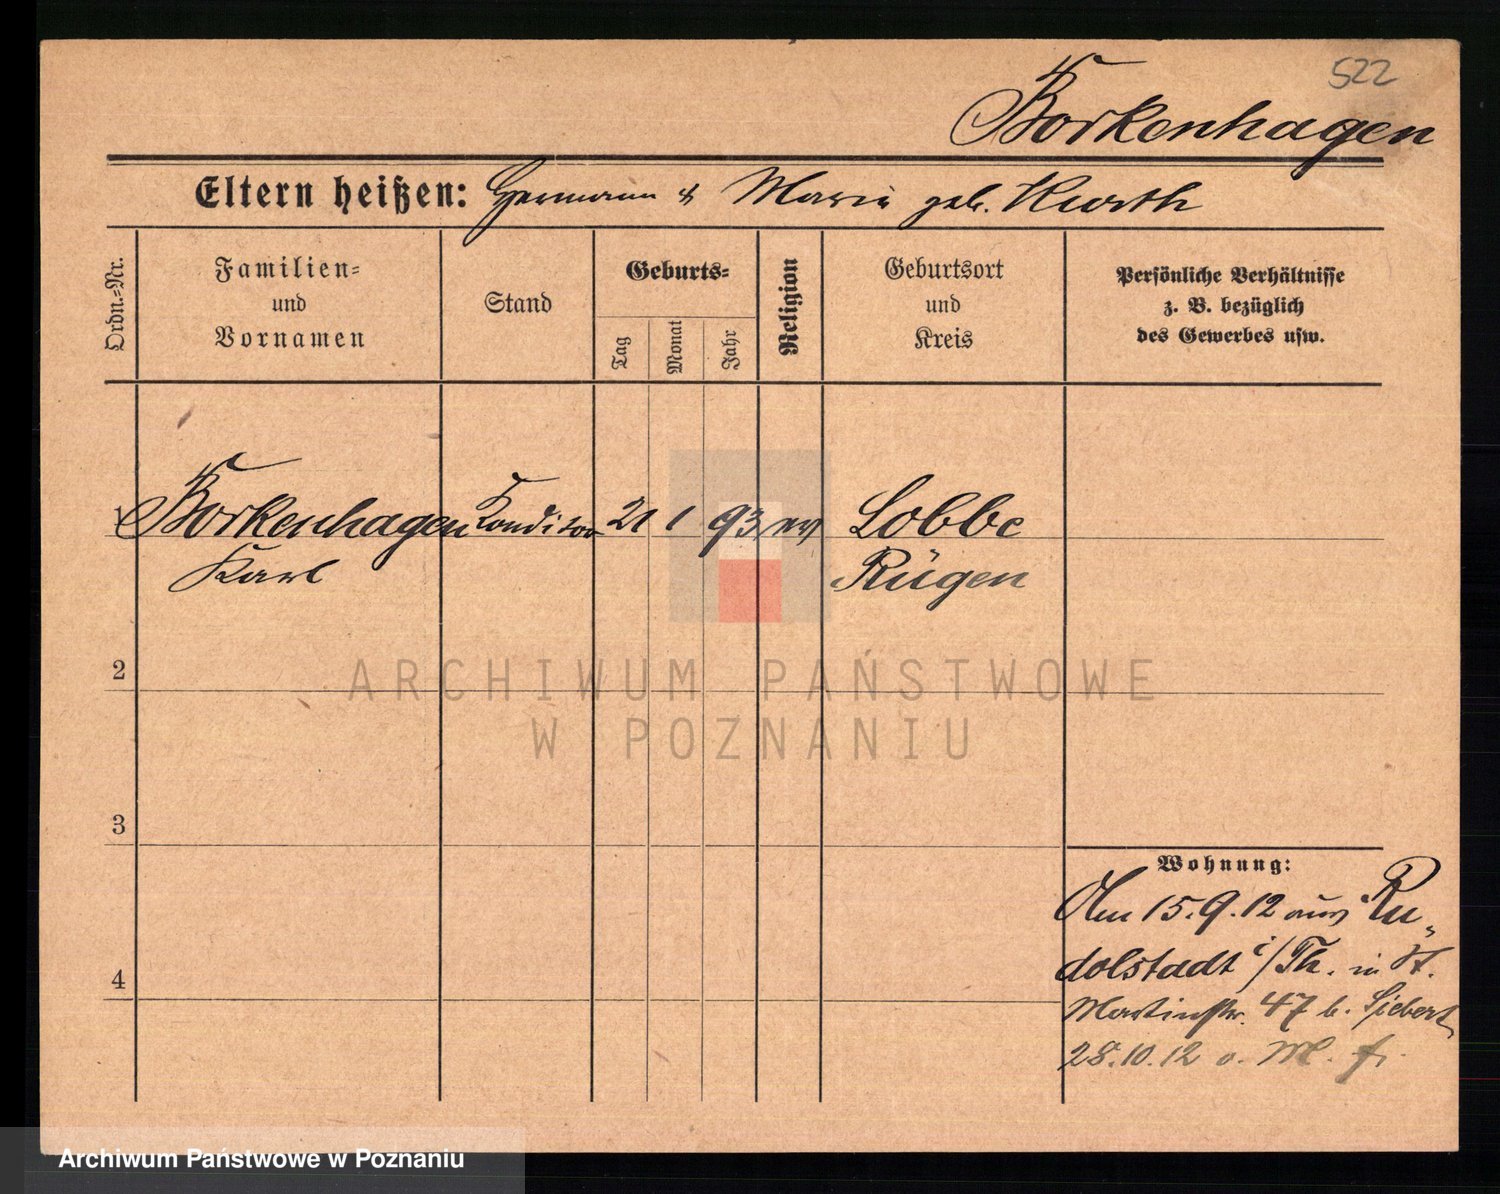 522
Borkenhagen
Eltern heißen: Hermann & Marie geb. Kurth
Ordn.=Nr.
Familien=
und
Vornamen
Stand
Geburts=
Tag
Monat
Jahr
Religion
Geburtsort
und
Kreis
Persönliche Verhältnisse
z. B. bezüglich
des Gewerbes usw.
1 Borkenhagen Konditor 21 1 93 ev Lobbe
Karl Rügen
2
3
4
Wohnung:
Am 15.9.12 aus Ru„
dolstadt i/Th. in St.
Martinstr. 47 b. Siebert
28.10.12 o. M. f.
ARCHIWUM PAŃSTWOWE
W POZNANIU
Archiwum Państwowe w Poznaniu